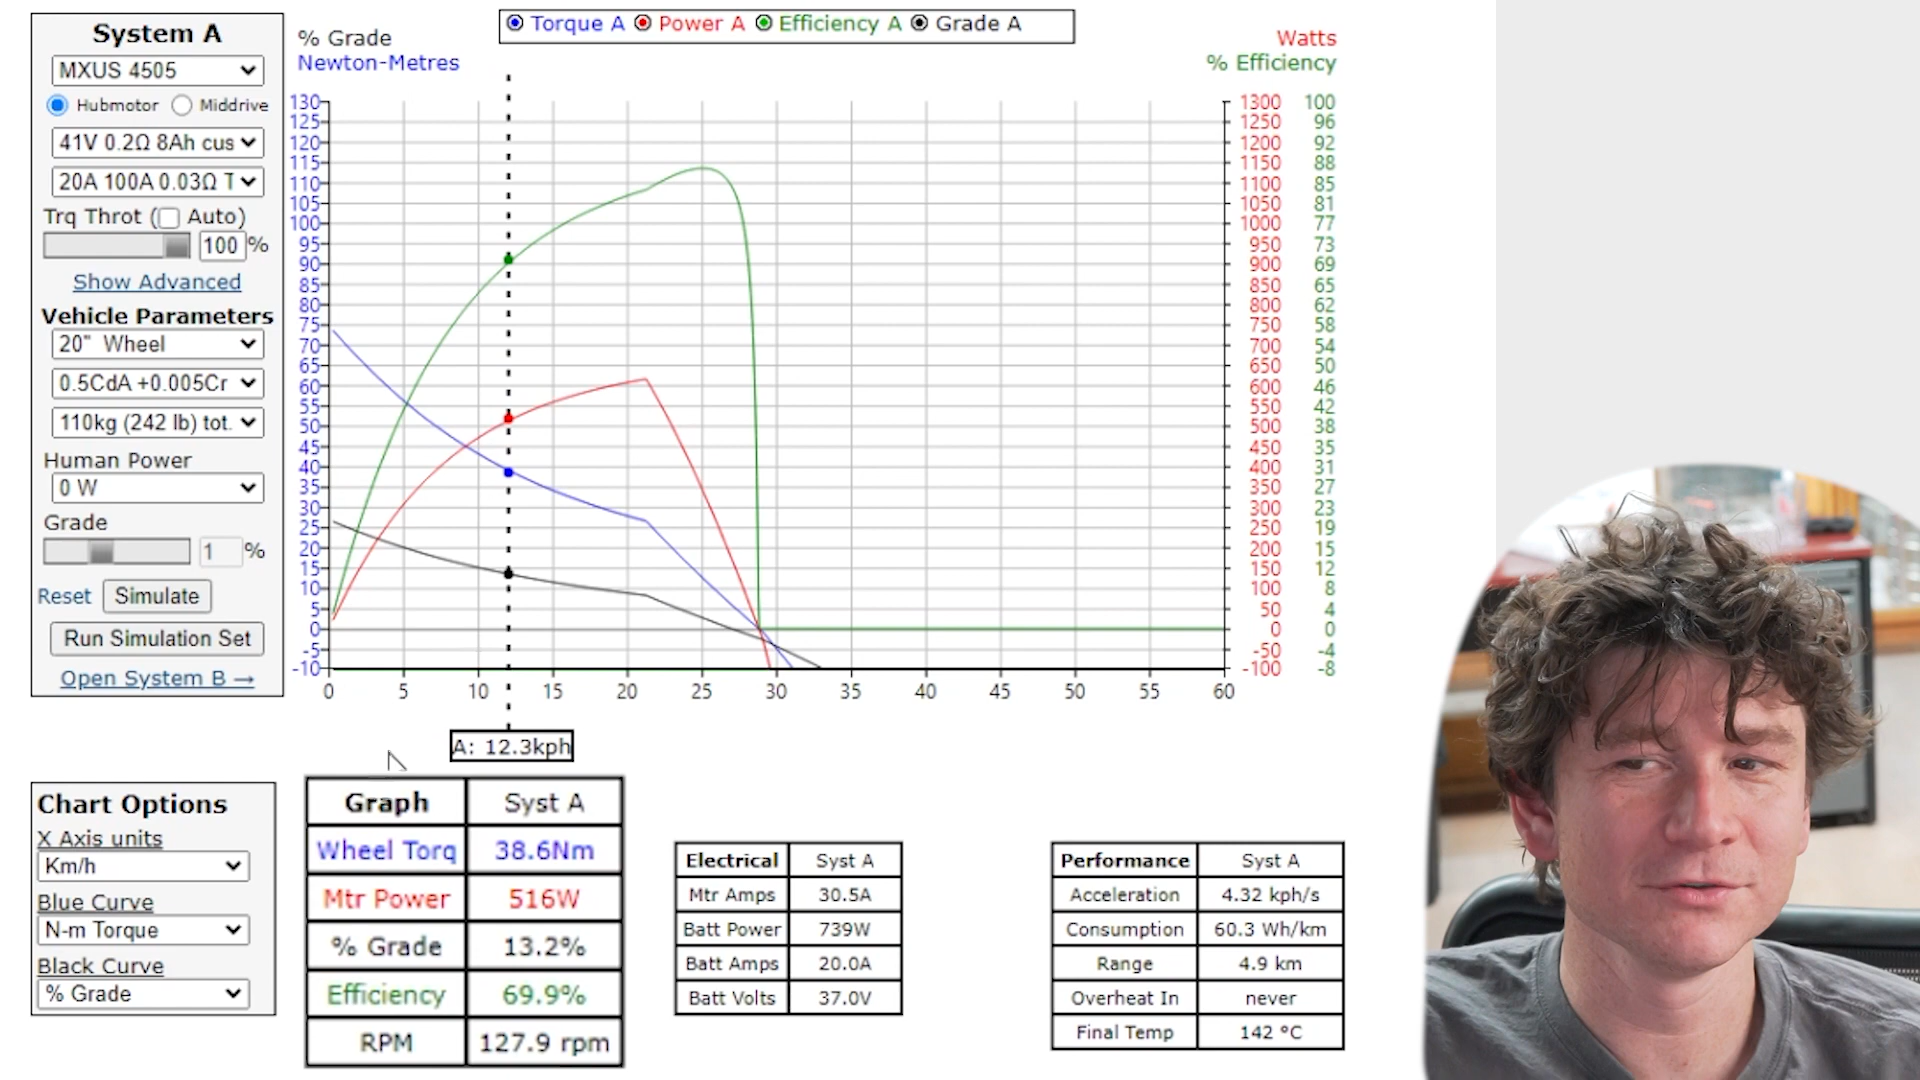 System A
MXUS 4505
Hubmotor Middrive
41V 0.2Ω 8Ah cus
20A 100A 0.03Ω T
Trq Throt ( Auto)
100 %
Show Advanced
Vehicle Parameters
20" Wheel
0.5CdA +0.005Cr
110kg (242 lb) tot.
Human Power
0 W
Grade
1 %
Reset Simulate
Run Simulation Set
Open System B →
Torque A Power A Efficiency A Grade A
% Grade
Newton-Metres
Watts
% Efficiency
130
125
120
115
110
105
100
95
90
85
80
75
70
65
60
55
50
45
40
35
30
25
20
15
10
5
0
-5
-10
1300 100
1250 96
1200 92
1150 88
1100 85
1050 81
1000 77
950 73
900 69
850 65
800 62
750 58
700 54
650 50
600 46
550 42
500 38
450 35
400 31
350 27
300 23
250 19
200 15
150 12
100 8
50 4
0 0
-50 -4
-100 -8
0 5 10 15 20 25 30 35 40 45 50 55 60
A: 12.3kph
Chart Options
X Axis units
Km/h
Blue Curve
N-m Torque
Black Curve
% Grade
Graph Syst A
Wheel Torq 38.6Nm
Mtr Power 516W
% Grade 13.2%
Efficiency 69.9%
RPM 127.9 rpm
Electrical Syst A
Mtr Amps 30.5A
Batt Power 739W
Batt Amps 20.0A
Batt Volts 37.0V
Performance Syst A
Acceleration 4.32 kph/s
Consumption 60.3 Wh/km
Range 4.9 km
Overheat In never
Final Temp 142 °C